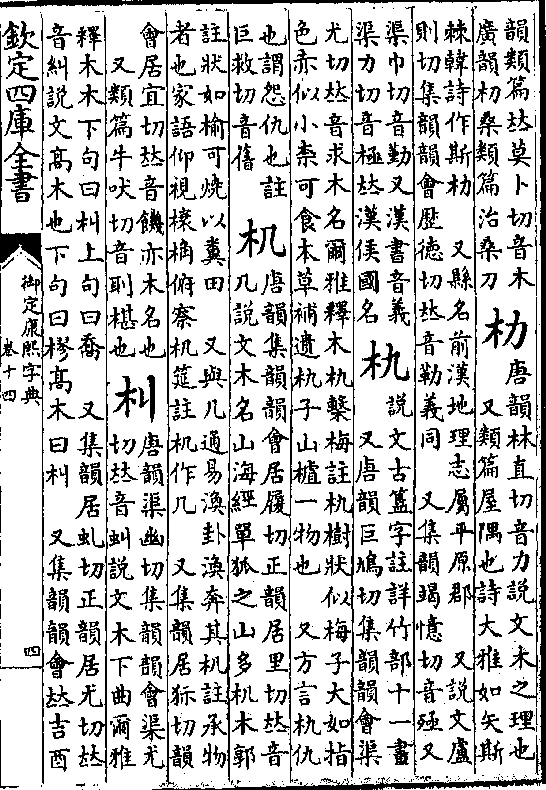 韻類篇𠀤莫卜切音木
廣韻朷桑類篇治桑刀
朸
唐韻林直切音力說文木之理也
又類篇屋隅也詩大雅如矢斯
棘韓詩作斯朸 又縣名前漢地理志屬平原郡 又說文盧
則切集韻韻會歴德切𠀤音勒義同 又集韻竭憶切音殛又
渠巾切音勤又漢書音義
渠力切音極𠀤漢侯國名
朹
說文古簋字註詳竹部十一畫
又唐韻巨鳩切集韻韻會渠
尤切𠀤音求木名爾雅釋木朹檕梅註朹樹狀似梅子大如指
色赤似小柰可食本草補遺朹子山樝一物也 又方言朹仇
也謂怨仇也註
巨救切音舊
机
唐韻集韻韻會居履切正韻居里切𠀤音
几說文木名山海經單狐之山多机木郭
註狀如榆可燒以糞田 又與几通易渙卦渙奔其机註承物
者也家語仰視榱桷俯察机筵註机作几 又集韻居狋切韻
會居宜切𠀤音饑亦木名也
又類篇牛吠切音刖椹也
朻
唐韻渠幽切集韻韻會渠尤
切𠀤音虯說文木下曲爾雅
釋木木下句曰朻上句曰喬 又集韻居虬切正韻居尤切𠀤
音糾說文高木也下句曰樛高木曰朻 又集韻韻會𠀤吉酉
欽定四庫全書
御定康熙字典
卷十四
四